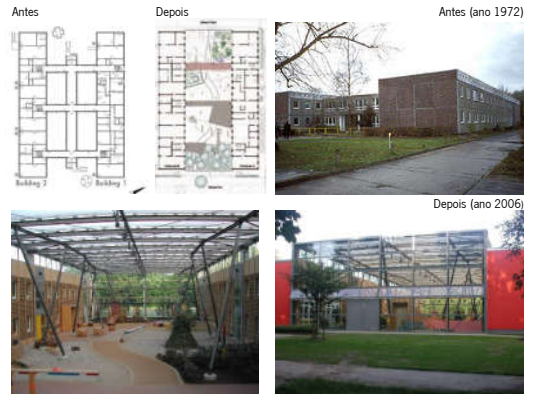 Antes
Depois
Antes (ano 1972)
Building 2
Building 1
Depois (ano 2006)